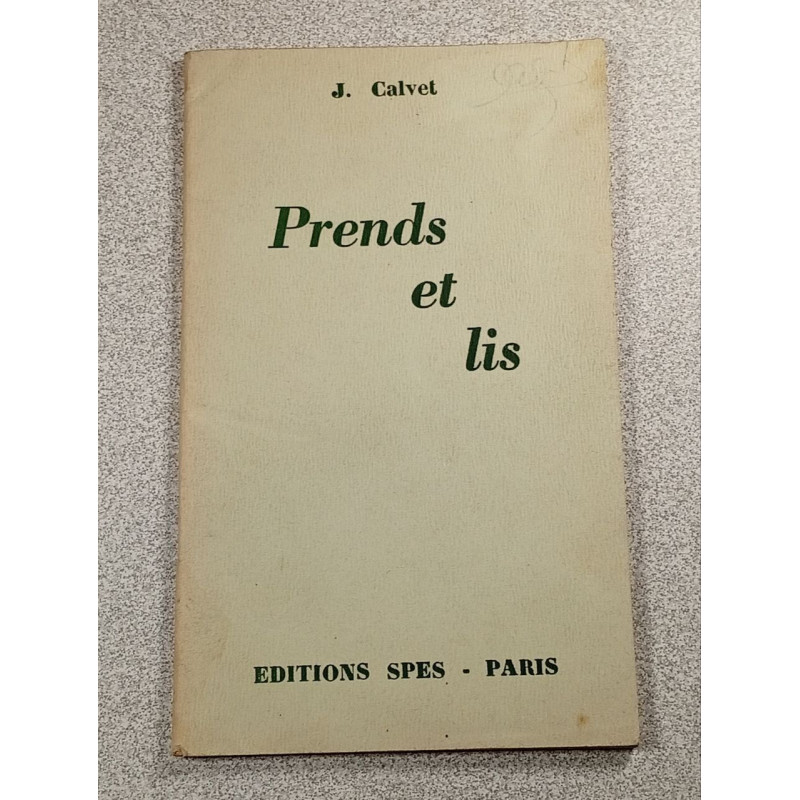 J. Calvet
Prends
et
lis
EDITIONS SPES - PARIS